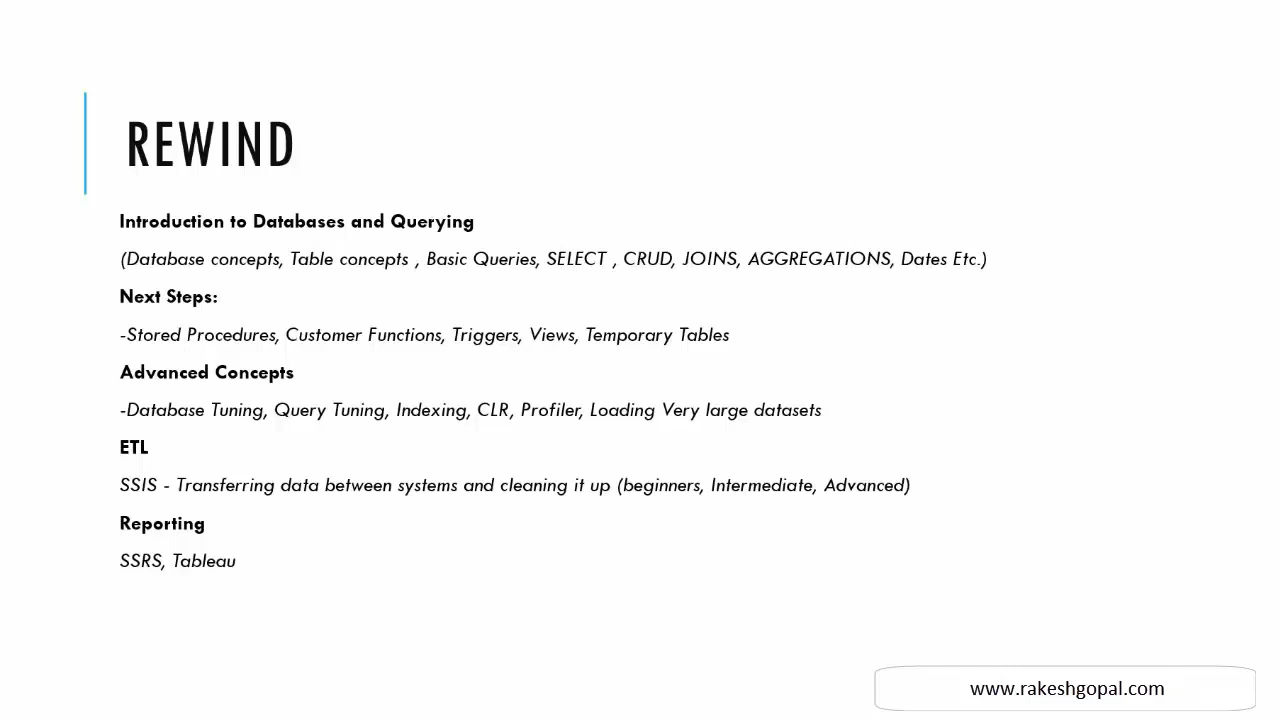 REWIND
Introduction to Databases and Querying
(Database concepts, Table concepts , Basic Queries, SELECT , CRUD, JOINS, AGGREGATIONS, Dates Etc.)
Next Steps:
-Stored Procedures, Customer Functions, Triggers, Views, Temporary Tables
Advanced Concepts
-Database Tuning, Query Tuning, Indexing, CLR, Profiler, Loading Very large datasets
ETL
SSIS - Transferring data between systems and cleaning it up (beginners, Intermediate, Advanced)
Reporting
SSRS, Tableau
www.rakeshgopal.com